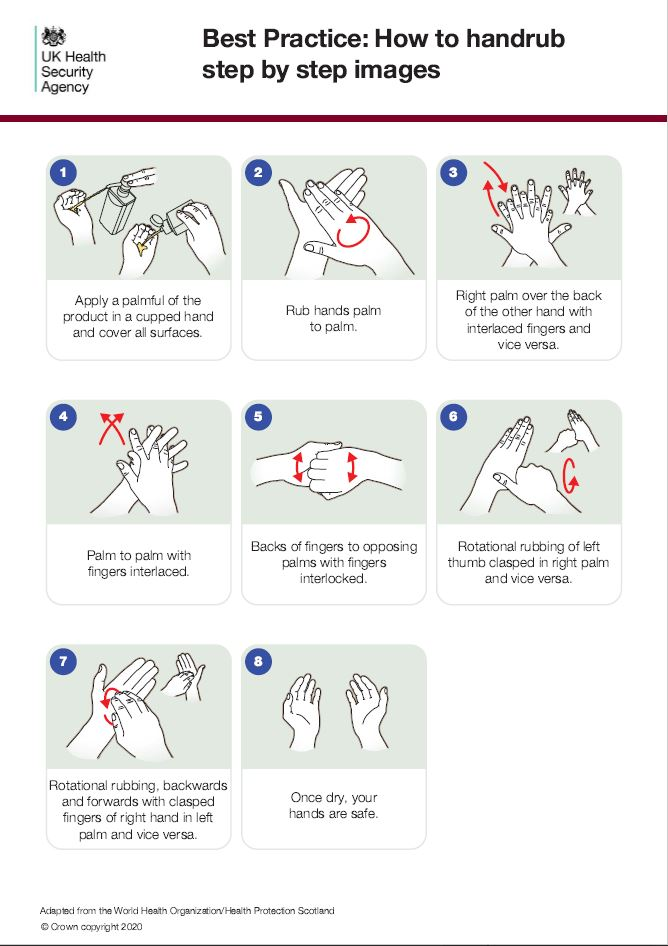 UK Health
Security
Agency
Best Practice: How to handrub
step by step images
1
Apply a palmful of the
product in a cupped hand
and cover all surfaces.
2
Rub hands palm
to palm.
3
Right palm over the back
of the other hand with
interlaced fingers and
vice versa.
4
Palm to palm with
fingers interlaced.
5
Backs of fingers to opposing
palms with fingers
interlocked.
6
Rotational rubbing of left
thumb clasped in right palm
and vice versa.
7
Rotational rubbing, backwards
and forwards with clasped
fingers of right hand in left
palm and vice versa.
8
Once dry, your
hands are safe.
Adapted from the World Health Organization/Health Protection Scotland
© Crown copyright 2020